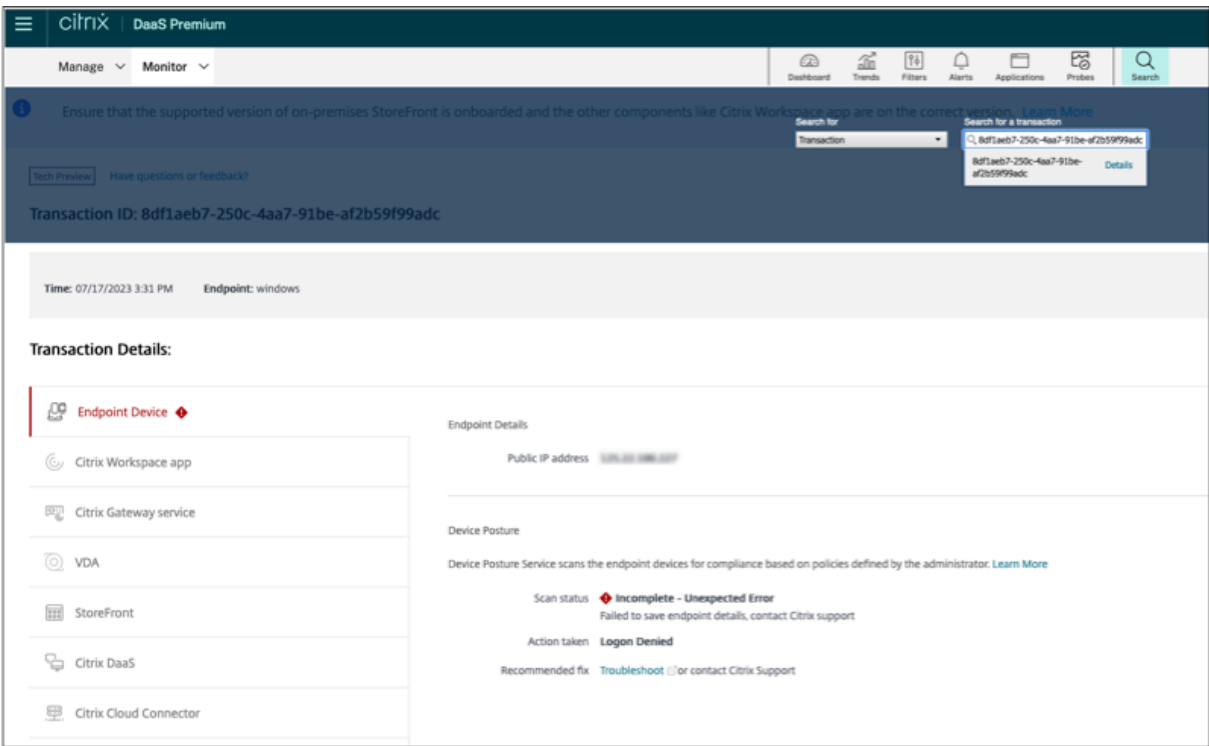 citrix | DaaS Premium
Manage Monitor
Dashboard Trends Filters Alerts Applications Probes Search
Ensure that the supported version of on-premises StoreFront is onboarded and the other components like Citrix Workspace app are on the correct version. Learn More
Search for
Transaction
Search for a transaction
8df1aeb7-250c-4aa7-91be-af2b59f99adc
8df1aeb7-250c-4aa7-91be-
af2b59f99adc
Details
Tech Preview Have questions or feedback?
Transaction ID: 8df1aeb7-250c-4aa7-91be-af2b59f99adc
Time: 07/17/2023 3:31 PM Endpoint: windows
Transaction Details:
Endpoint Device
Citrix Workspace app
Citrix Gateway service
VDA
StoreFront
Citrix DaaS
Citrix Cloud Connector
Endpoint Details
Public IP address
Device Posture
Device Posture Service scans the endpoint devices for compliance based on policies defined by the administrator. Learn More
Scan status Incomplete - Unexpected Error
Failed to save endpoint details, contact Citrix support
Action taken Logon Denied
Recommended fix Troubleshoot or contact Citrix Support